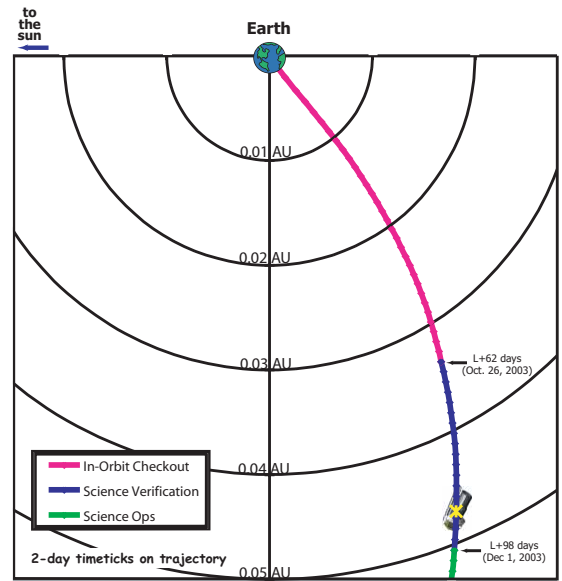 to
the
sun
Earth
0.01 AU
0.02 AU
0.03 AU
L+62 days
(Oct. 26, 2003)
0.04 AU
In-Orbit Checkout
Science Verification
Science Ops
L+98 days
(Dec 1, 2003)
2-day timeticks on trajectory
0.05 AU